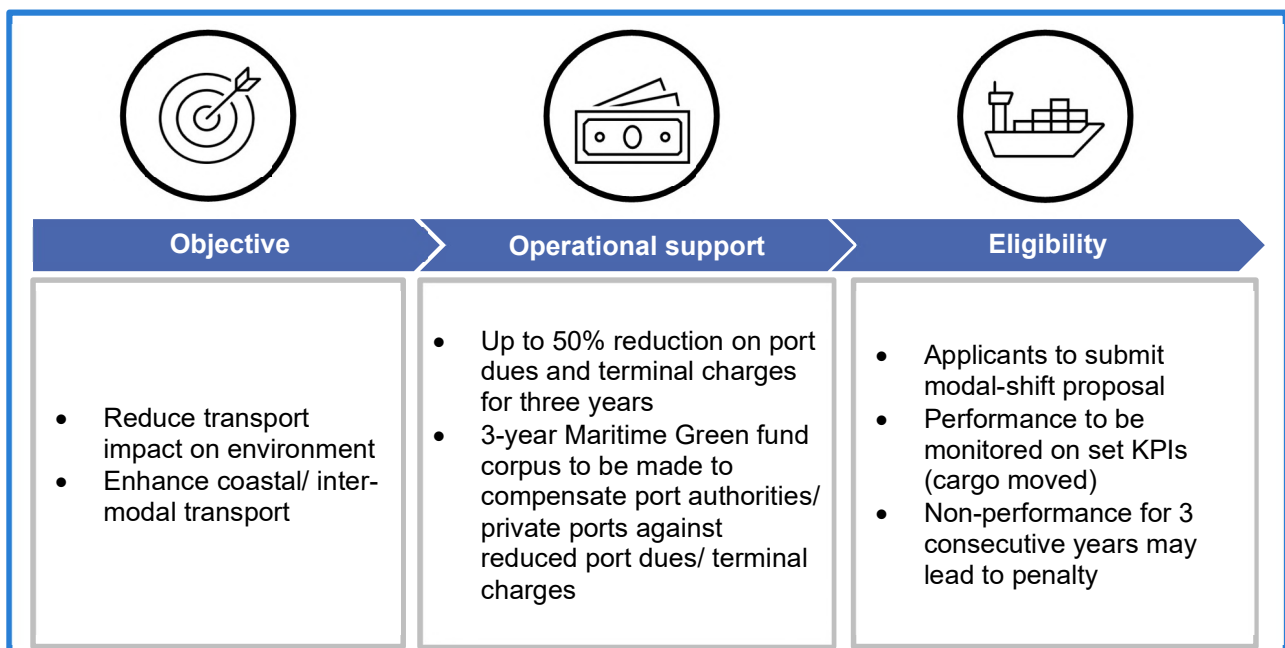 Objective
Operational support
Eligibility
• Reduce transport
impact on environment
• Enhance coastal/ inter-
modal transport
• Up to 50% reduction on port
dues and terminal charges
for three years
• 3-year Maritime Green fund
corpus to be made to
compensate port authorities/
private ports against
reduced port dues/ terminal
charges
• Applicants to submit
modal-shift proposal
• Performance to be
monitored on set KPIs
(cargo moved)
• Non-performance for 3
consecutive years may
lead to penalty